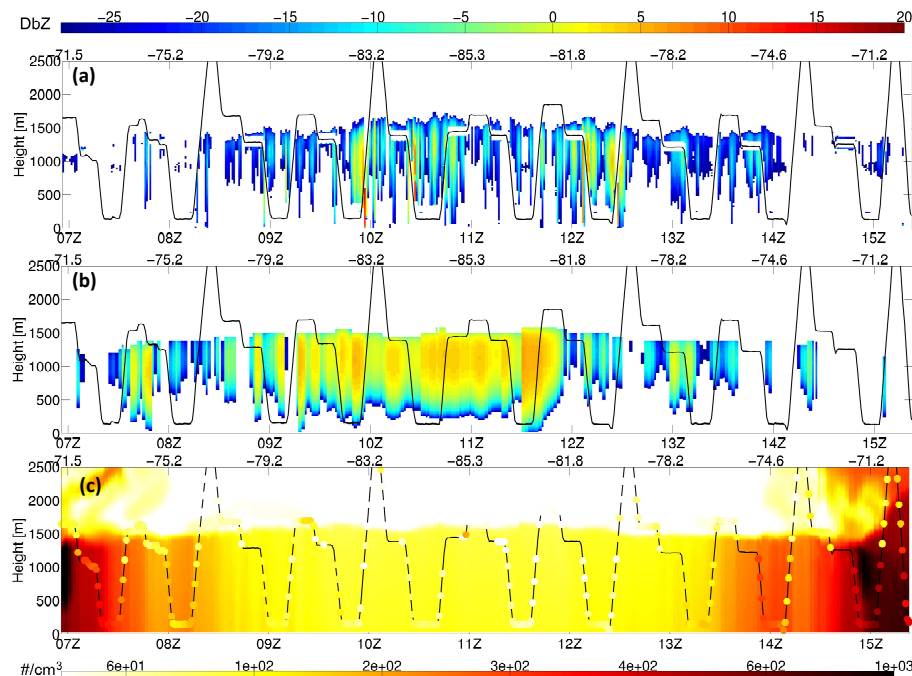 DbZ −25 −20 −15 −10 −5 0 5 10 15 20
−71.5 −75.2 −79.2 −83.2 −85.3 −81.8 −78.2 −74.6 −71.2
2500 (a)
2000
1500
1000
500
0
Height [m]
07Z 08Z 09Z 10Z 11Z 12Z 13Z 14Z 15Z
−71.5 −75.2 −79.2 −83.2 −85.3 −81.8 −78.2 −74.6 −71.2
2500 (b)
2000
1500
1000
500
0
Height [m]
07Z 08Z 09Z 10Z 11Z 12Z 13Z 14Z 15Z
−71.5 −75.2 −79.2 −83.2 −85.3 −81.8 −78.2 −74.6 −71.2
2500 (c)
2000
1500
1000
500
0
Height [m]
07Z 08Z 09Z 10Z 11Z 12Z 13Z 14Z 15Z
#/cm³ 6e+01 1e+02 2e+02 3e+02 4e+02 6e+02 1e+03